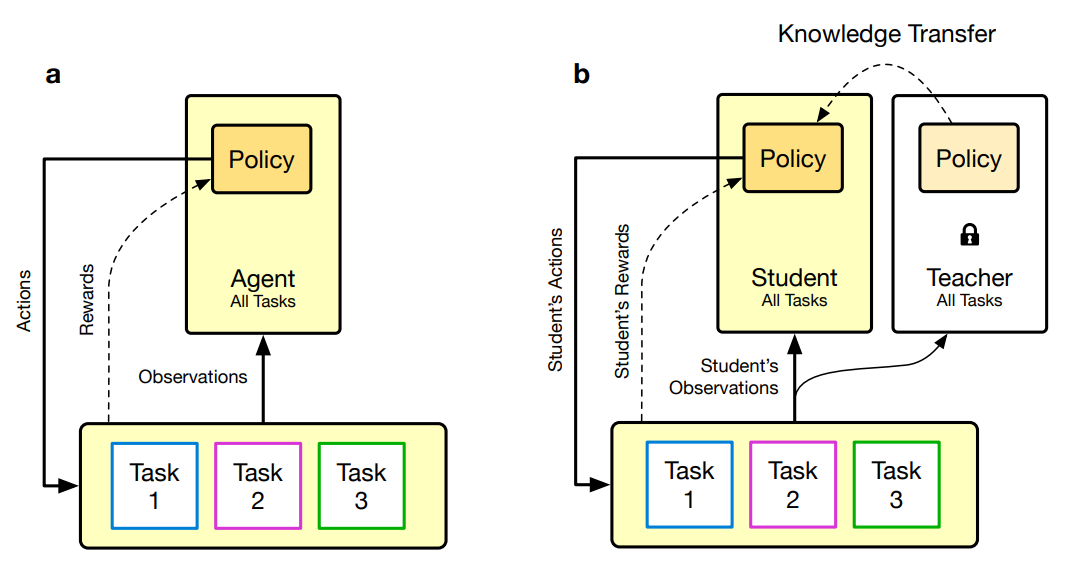 a
Policy
Agent
All Tasks
Actions
Rewards
Observations
Task
1
Task
2
Task
3
b
Knowledge Transfer
Policy
Policy
Student
All Tasks
Teacher
All Tasks
Student's Actions
Student's Rewards
Student's
Observations
Task
1
Task
2
Task
3